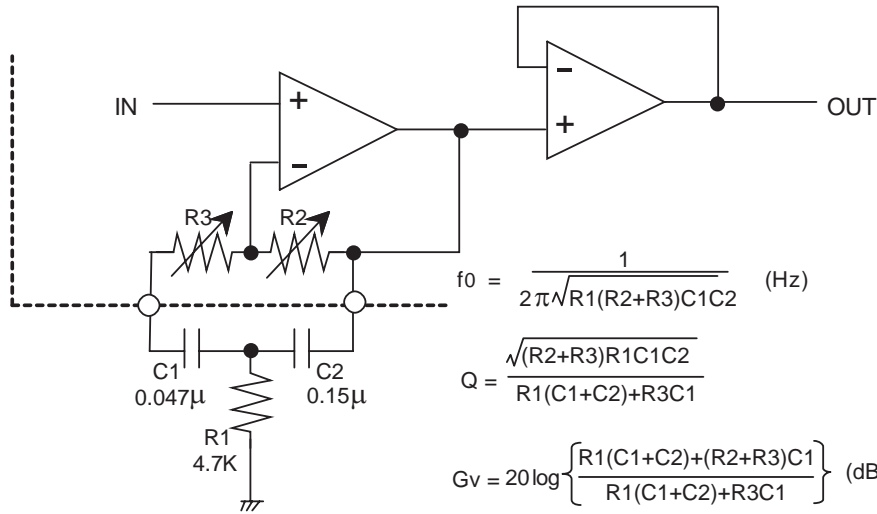 IN
+
−
−
+
OUT
R3
R2
C1
0.047μ
C2
0.15μ
R1
4.7K
f0 = 1 / 2π√R1(R2+R3)C1C2 (Hz)
Q = √(R2+R3)R1C1C2 / R1(C1+C2)+R3C1
Gv = 20log{R1(C1+C2)+(R2+R3)C1 / R1(C1+C2)+R3C1} (dB